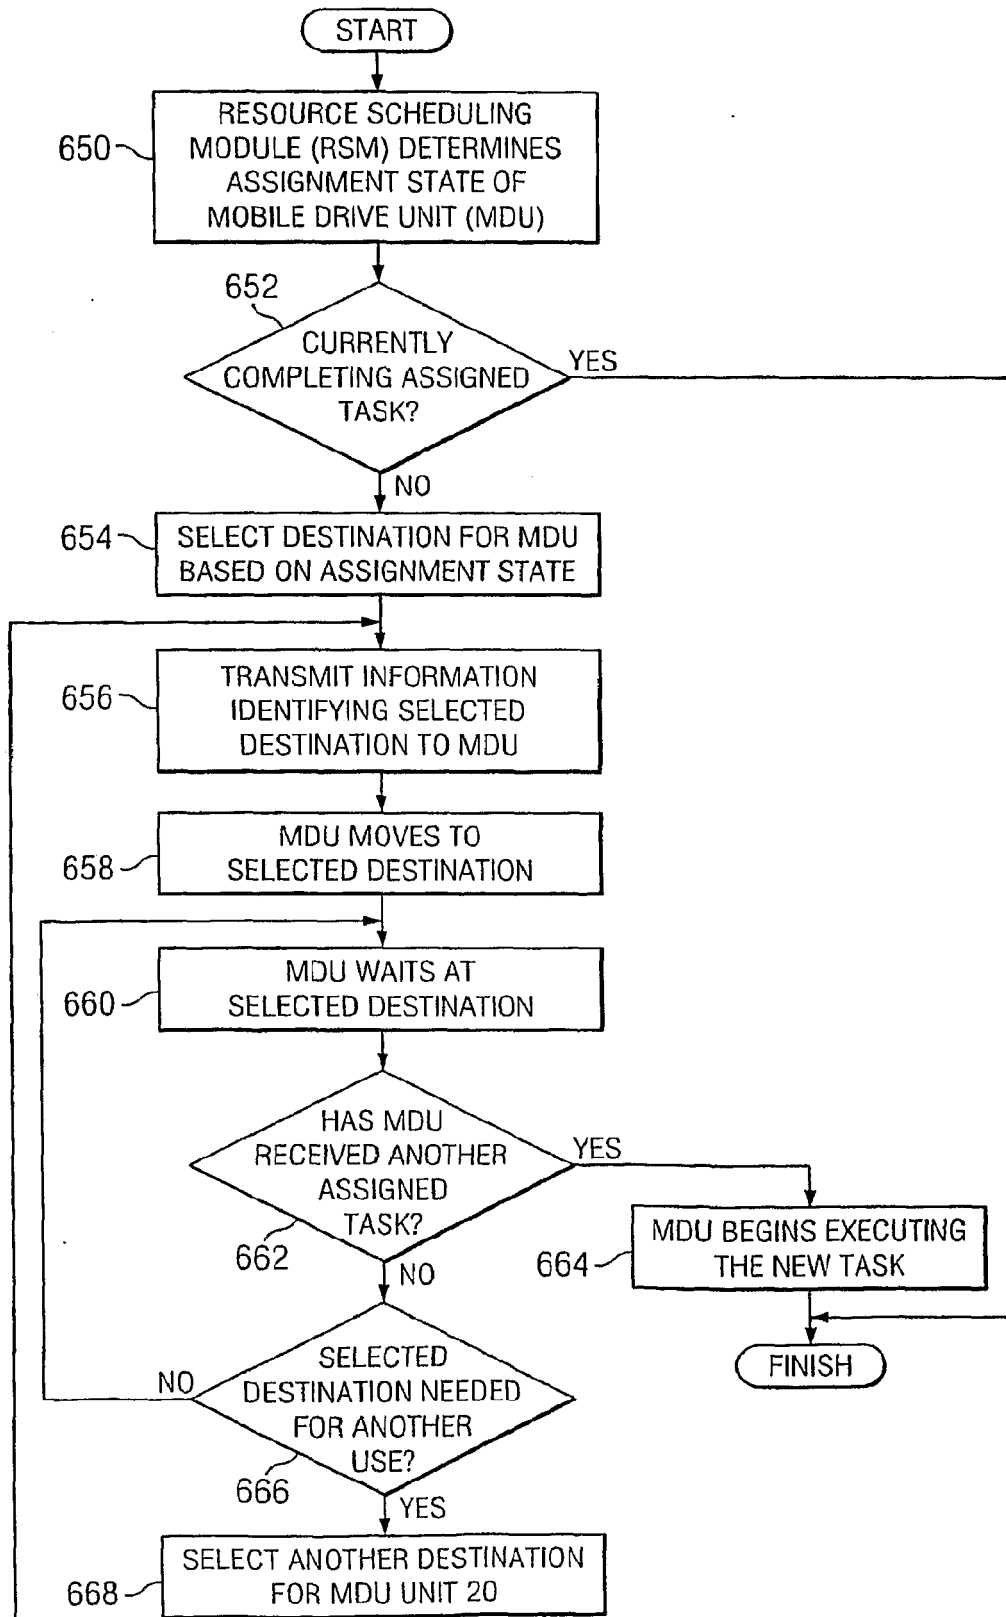 START
650
RESOURCE SCHEDULING
MODULE (RSM) DETERMINES
ASSIGNMENT STATE OF
MOBILE DRIVE UNIT (MDU)
652
CURRENTLY
COMPLETING ASSIGNED
TASK?
YES
NO
654
SELECT DESTINATION FOR MDU
BASED ON ASSIGNMENT STATE
656
TRANSMIT INFORMATION
IDENTIFYING SELECTED
DESTINATION TO MDU
658
MDU MOVES TO
SELECTED DESTINATION
660
MDU WAITS AT
SELECTED DESTINATION
HAS MDU
RECEIVED ANOTHER
ASSIGNED
TASK?
YES
662
NO
664
MDU BEGINS EXECUTING
THE NEW TASK
FINISH
NO
SELECTED
DESTINATION NEEDED
FOR ANOTHER
USE?
666
YES
668
SELECT ANOTHER DESTINATION
FOR MDU UNIT 20